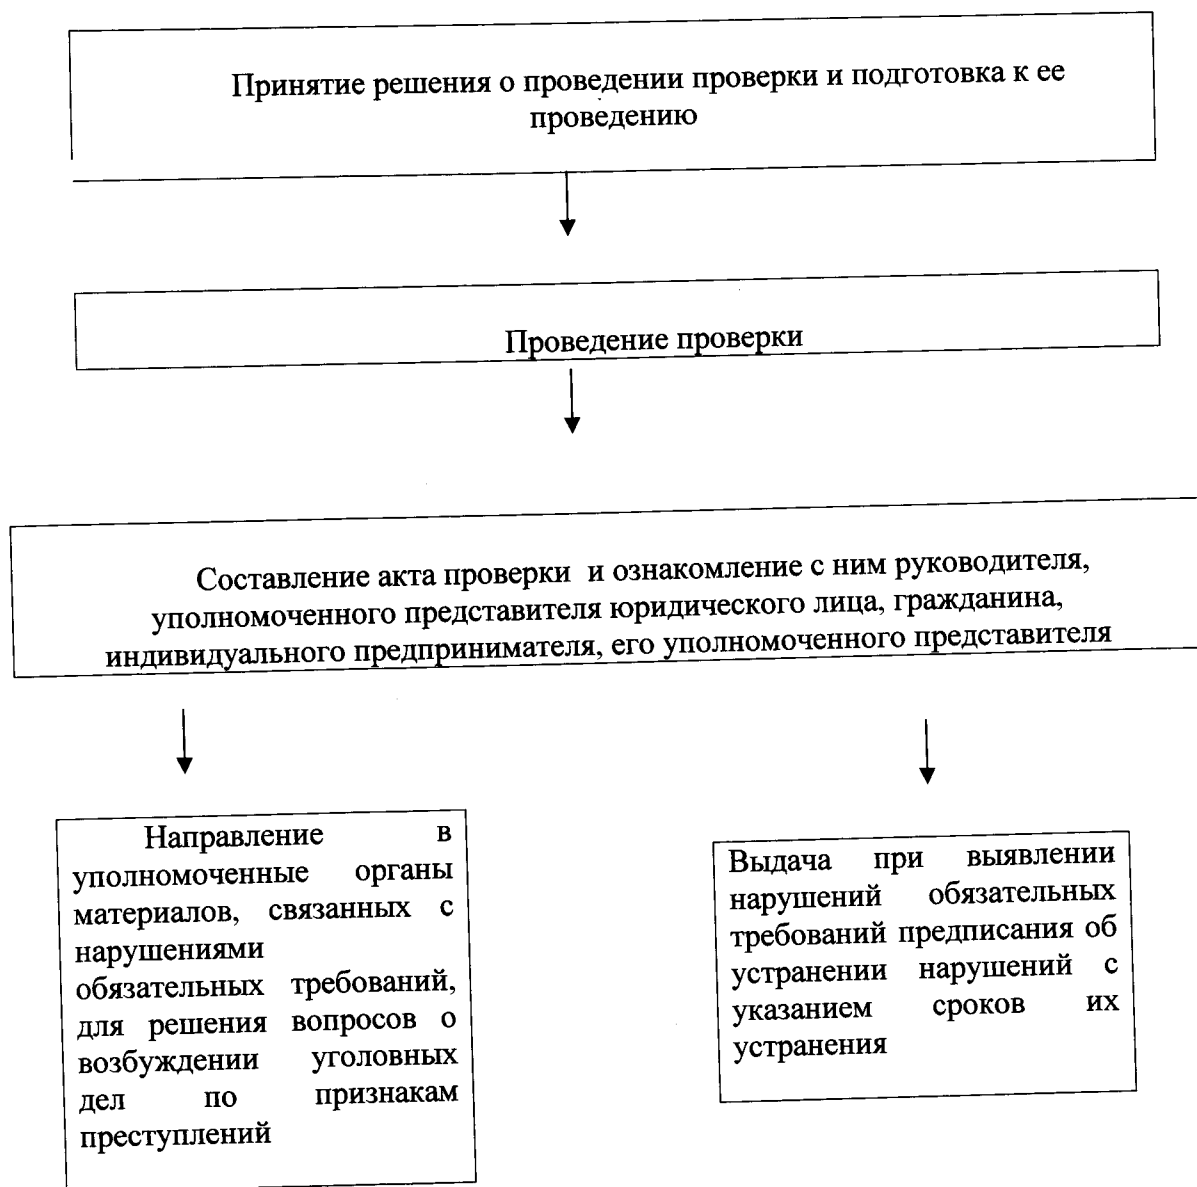 Принятие решения о проведении проверки и подготовка к ее
проведению
Проведение проверки
Составление акта проверки и ознакомление с ним руководителя,
уполномоченного представителя юридического лица, гражданина,
индивидуального предпринимателя, его уполномоченного представителя
Направление в
уполномоченные органы
материалов, связанных с
нарушениями
обязательных требований,
для решения вопросов о
возбуждении уголовных
дел по признакам
преступлений
Выдача при выявлении
нарушений обязательных
требований предписания об
устранении нарушений с
указанием сроков их
устранения